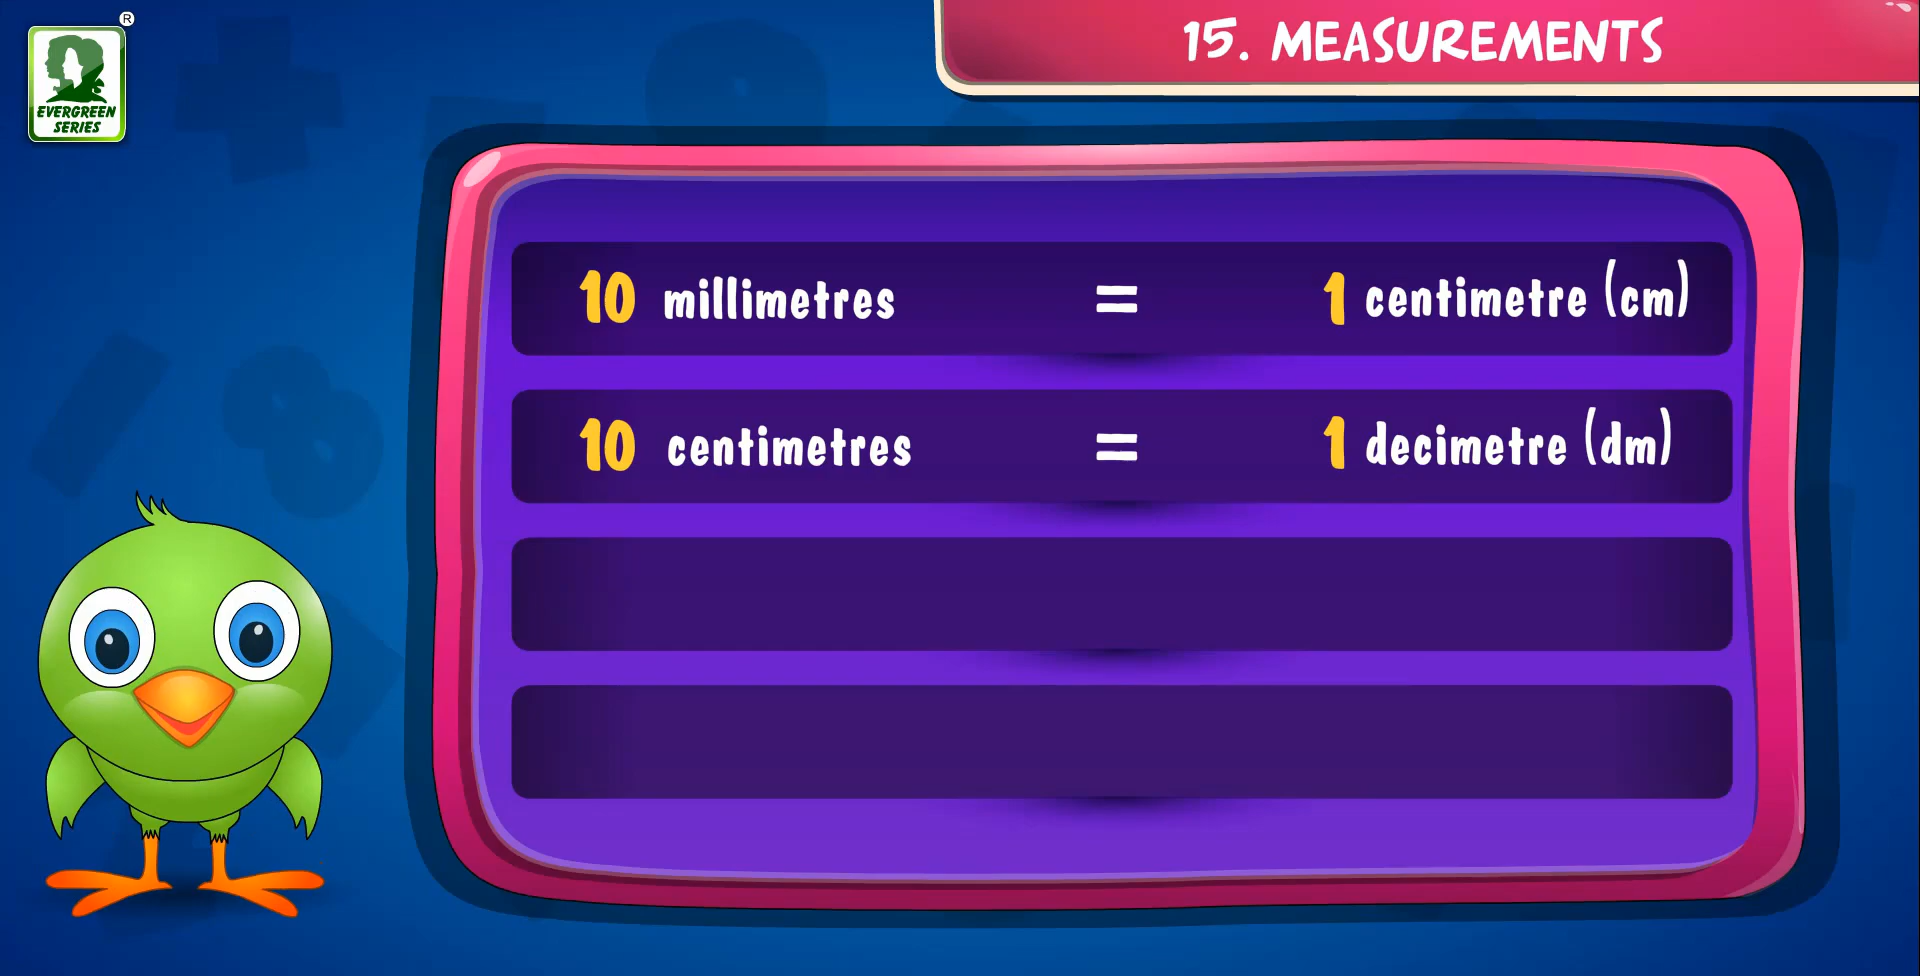 ®
EVERGREEN
SERIES
15. MEASUREMENTS
10 millimetres = 1 centimetre (cm)
10 centimetres = 1 decimetre (dm)